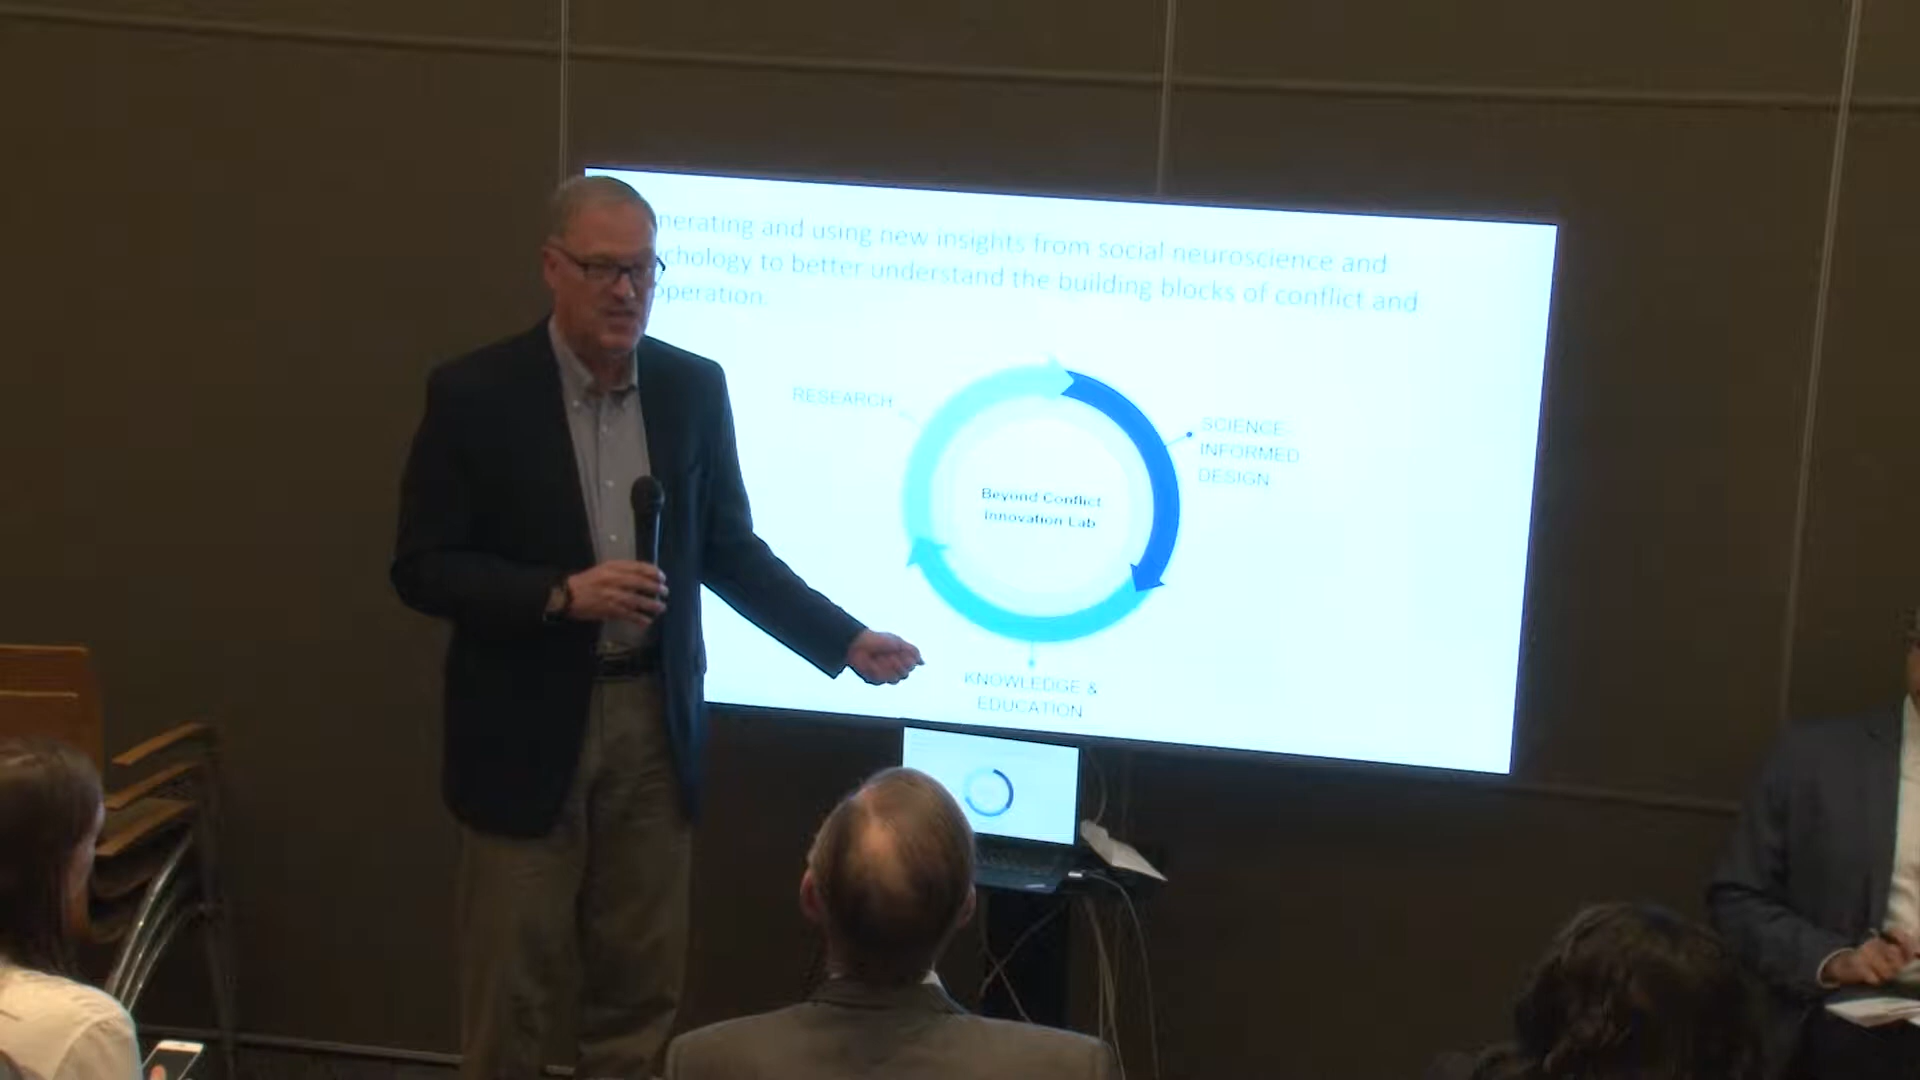 nerating and using new insights from social neuroscience and
ychology to better understand the building blocks of conflict and
operation.
RESEARCH
SCIENCE-
INFORMED
DESIGN
Beyond Conflict
Innovation Lab
KNOWLEDGE &
EDUCATION